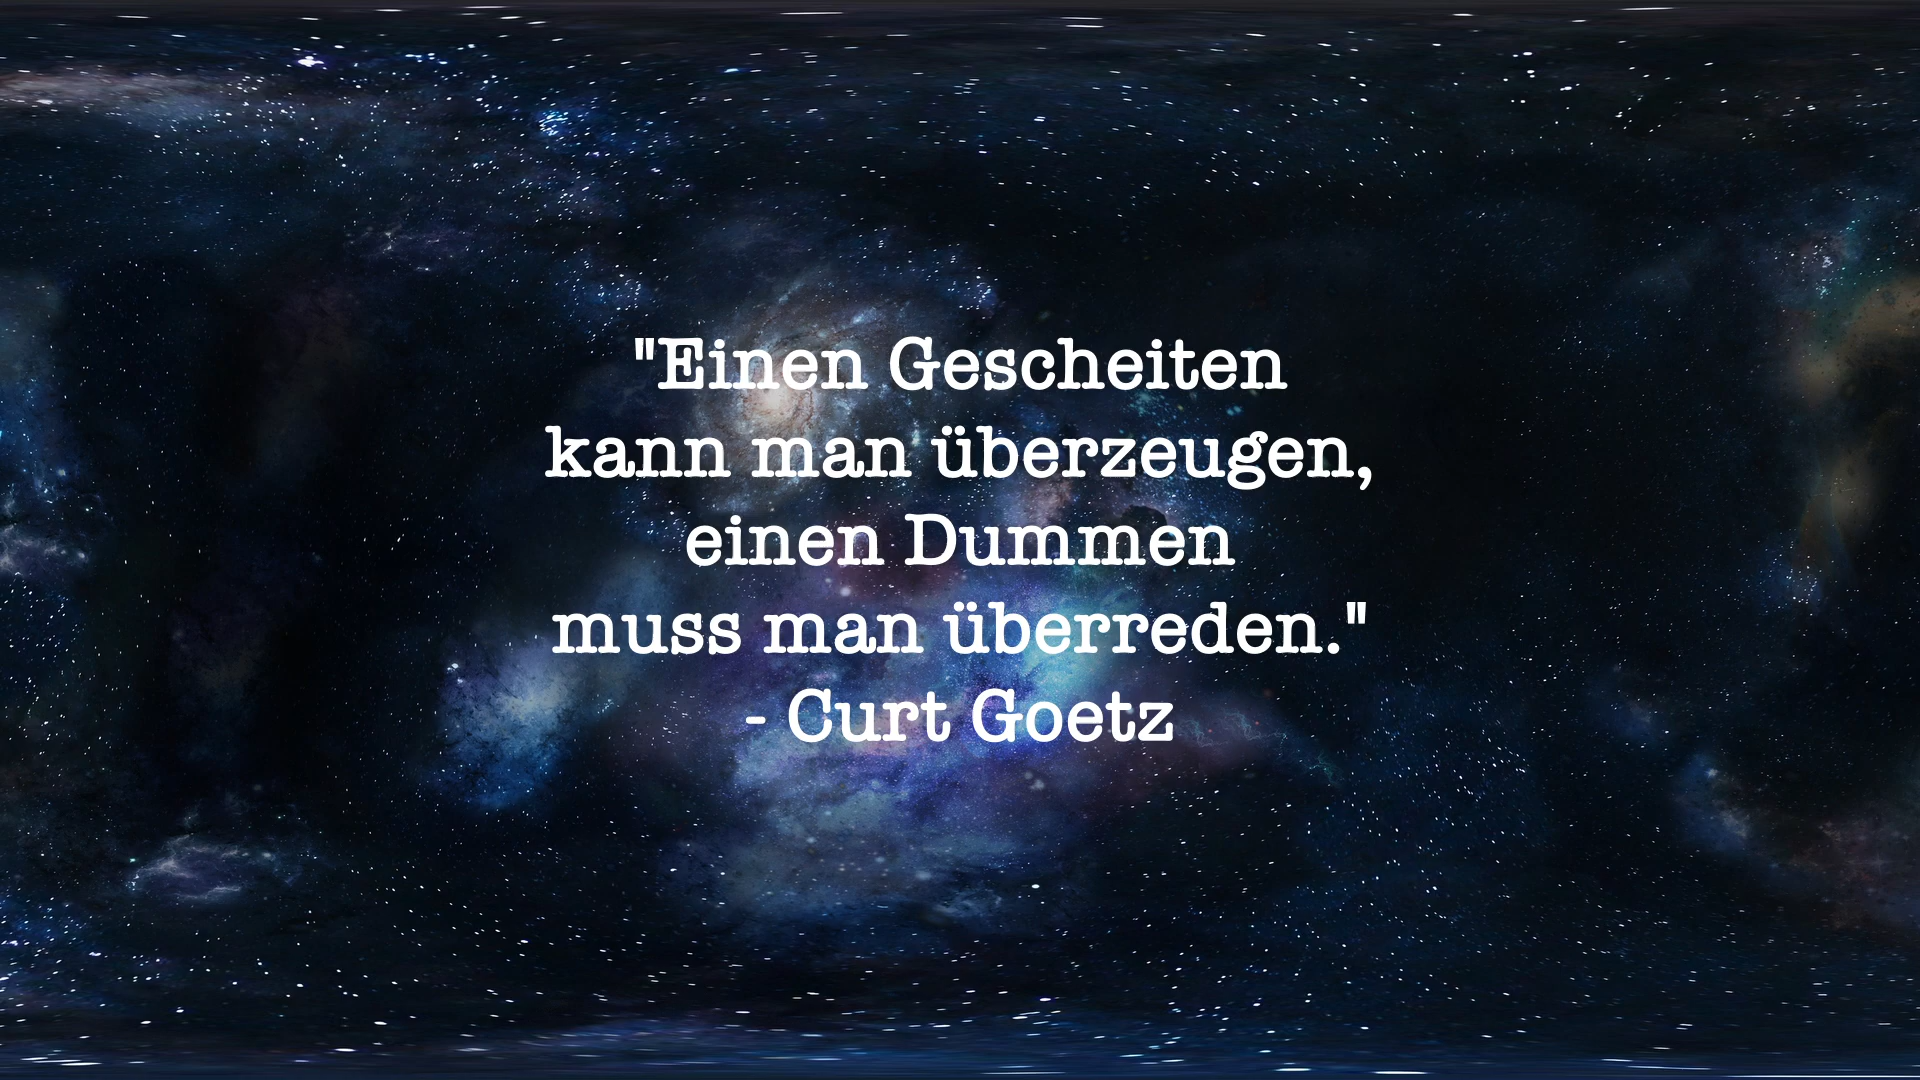 "Einen Gescheiten
kann man überzeugen,
einen Dummen
muss man überreden."
- Curt Goetz